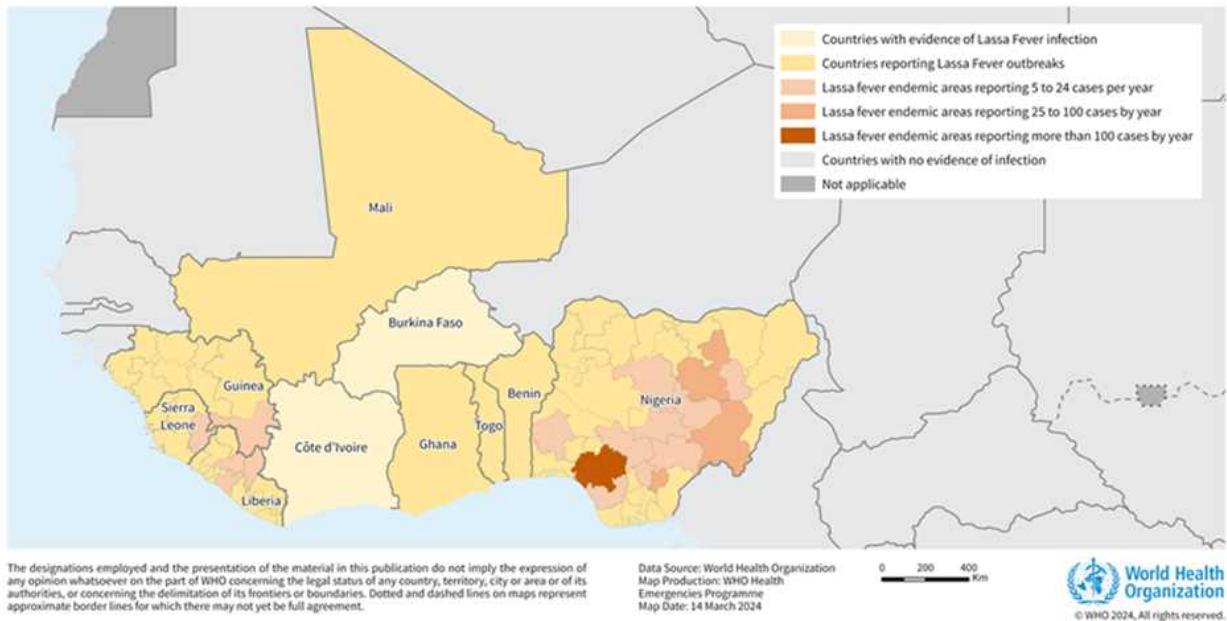 Countries with evidence of Lassa Fever infection
Countries reporting Lassa Fever outbreaks
Lassa fever endemic areas reporting 5 to 24 cases per year
Lassa fever endemic areas reporting 25 to 100 cases by year
Lassa fever endemic areas reporting more than 100 cases by year
Countries with no evidence of infection
Not applicable
Mali
Burkina Faso
Guinea
Sierra
Leone
Liberia
Côte d'Ivoire
Ghana
Togo
Benin
Nigeria
The designations employed and the presentation of the material in this publication do not imply the expression of
any opinion whatsoever on the part of WHO concerning the legal status of any country, territory, city or area or of its
authorities, or concerning the delimitation of its frontiers or boundaries. Dotted and dashed lines on maps represent
approximate border lines for which there may not yet be full agreement.
Data Source: World Health Organization
Map Production: WHO Health
Emergencies Programme
Map Date: 14 March 2024
0 200 400
Km
World Health
Organization
© WHO 2024, All rights reserved.